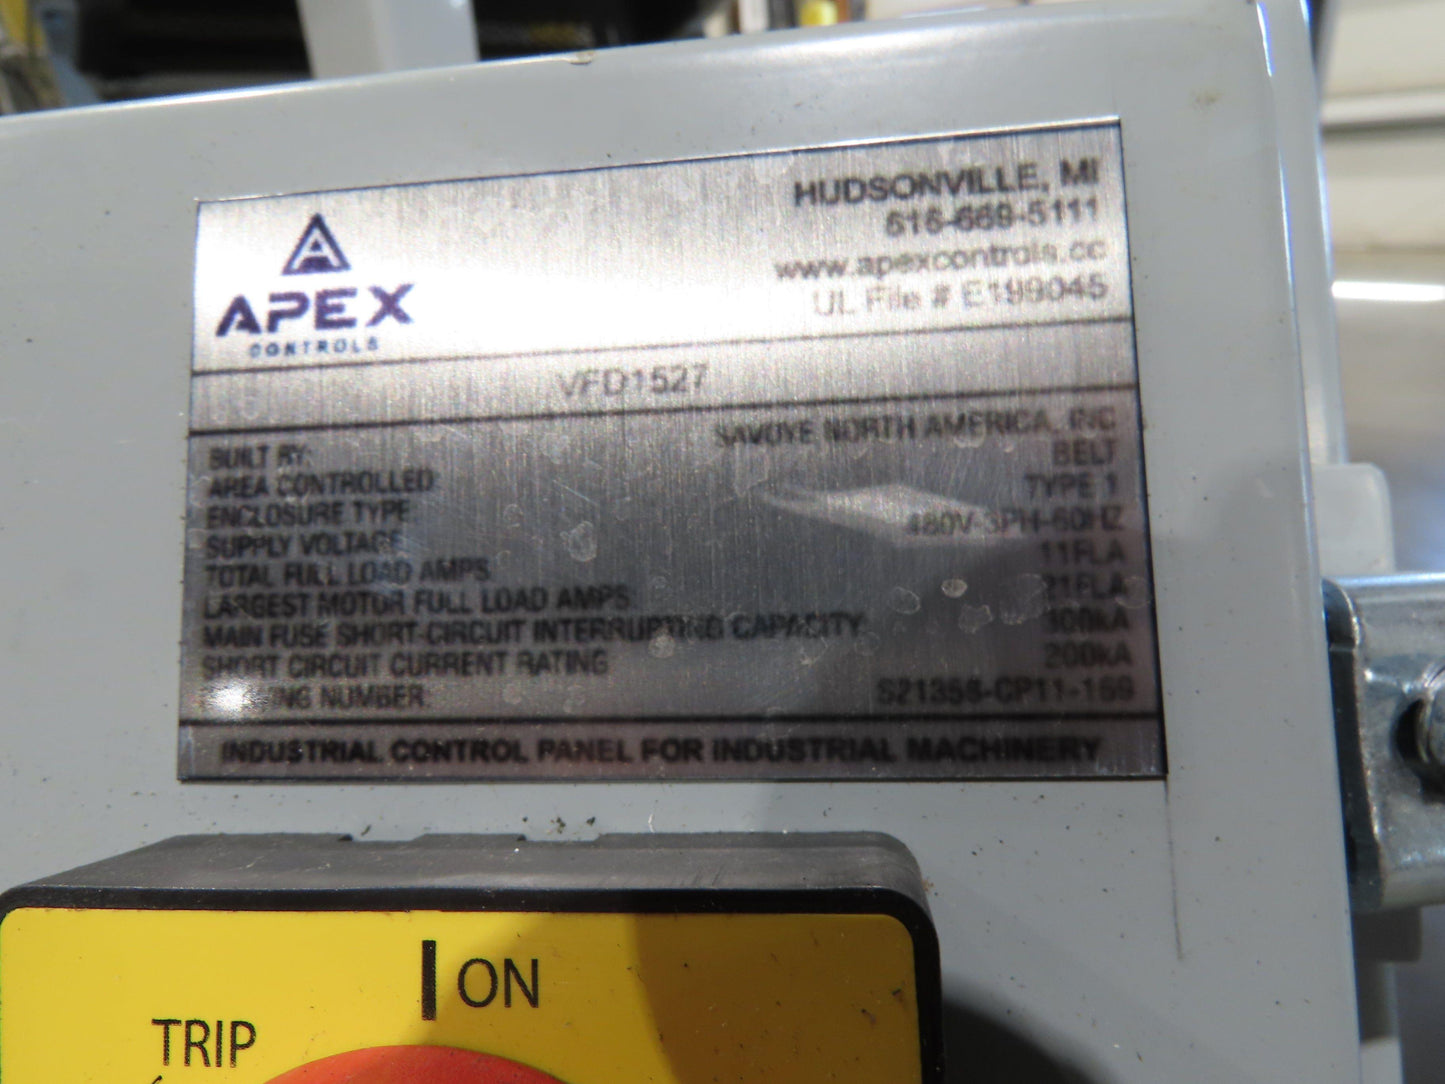 APEX
CONTROLS
HUDSONVILLE, MI
616-669-5111
www.apexcontrols.cc
UL File # E199045
VFD1527
BUILT BY: SAVOYE NORTH AMERICA, INC
AREA CONTROLLED: BELT
ENCLOSURE TYPE TYPE 1
SUPPLY VOLTAGE 480V-3PH-60HZ
TOTAL FULL LOAD AMPS 11FLA
LARGEST MOTOR FULL LOAD AMPS: FLA
MAIN FUSE SHORT-CIRCUIT INTERRUPTING CAPACITY 100kA
SHORT CIRCUIT CURRENT RATING 200kA
NUMBER:
INDUSTRIAL CONTROL PANEL FOR INDUSTRIAL MACHINERY
ON
TRIP